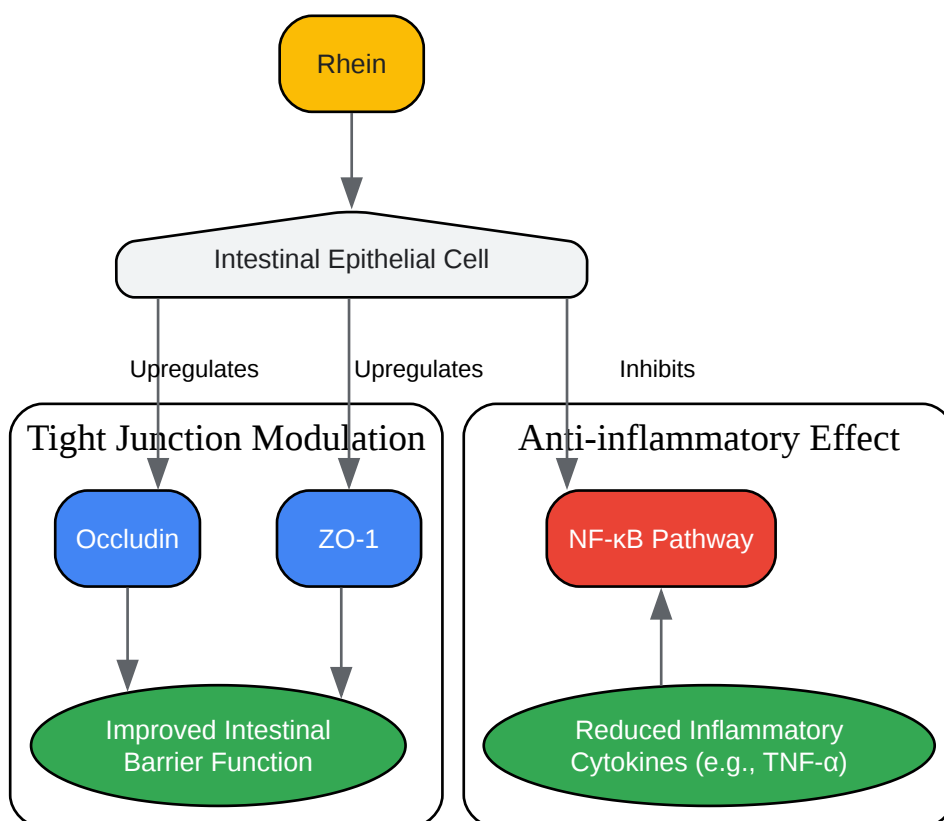 Rhein
Intestinal Epithelial Cell
Upregulates
Upregulates
Inhibits
Tight Junction Modulation
Anti-inflammatory Effect
Occludin
ZO-1
NF-κB Pathway
Improved Intestinal
Barrier Function
Reduced Inflammatory
Cytokines (e.g., TNF-α)